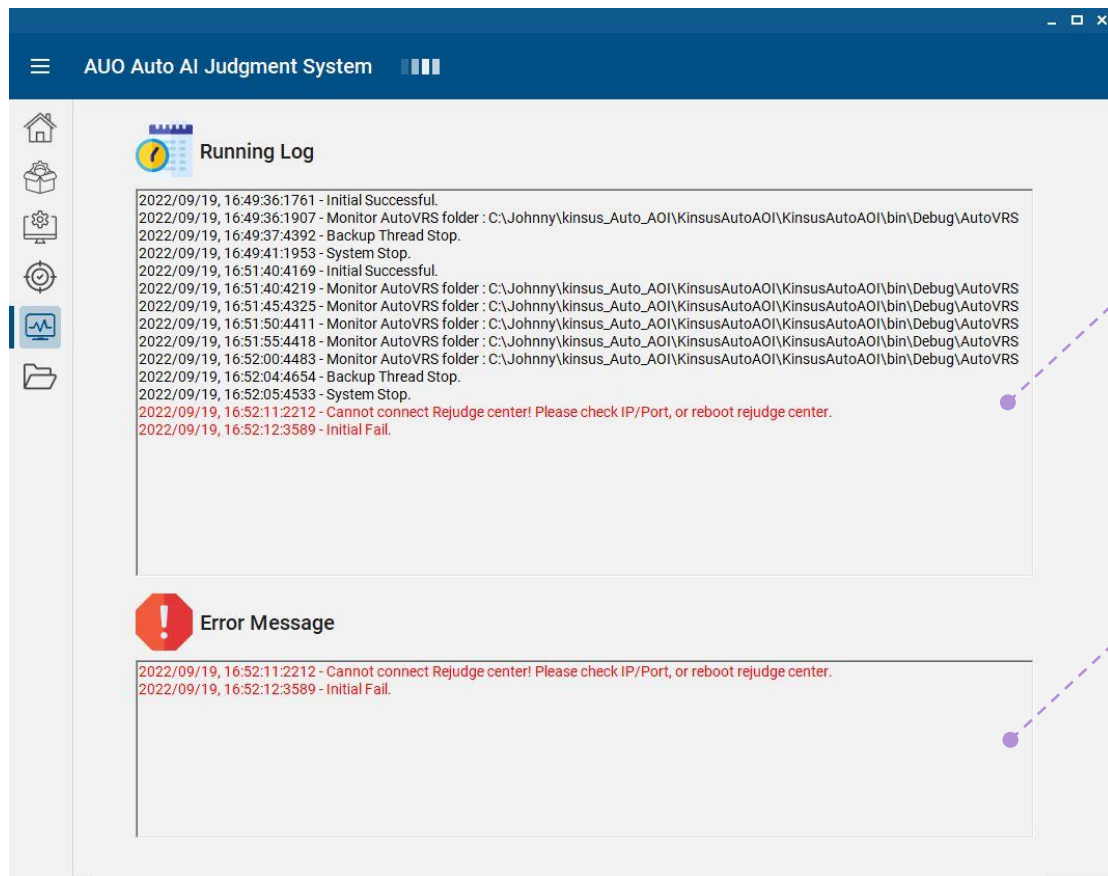 AUO Auto AI Judgment System
Running Log
2022/09/19, 16:49:36:1761 - Initial Successful.
2022/09/19, 16:49:36:1907 - Monitor AutoVRS folder : C:\Johnny\kinsus_Auto_AOI\KinsusAutoAOI\KinsusAutoAOI\bin\Debug\AutoVRS
2022/09/19, 16:49:37:4392 - Backup Thread Stop.
2022/09/19, 16:49:41:1953 - System Stop.
2022/09/19, 16:51:40:4169 - Initial Successful.
2022/09/19, 16:51:40:4219 - Monitor AutoVRS folder : C:\Johnny\kinsus_Auto_AOI\KinsusAutoAOI\KinsusAutoAOI\bin\Debug\AutoVRS
2022/09/19, 16:51:45:4325 - Monitor AutoVRS folder : C:\Johnny\kinsus_Auto_AOI\KinsusAutoAOI\KinsusAutoAOI\bin\Debug\AutoVRS
2022/09/19, 16:51:50:4411 - Monitor AutoVRS folder : C:\Johnny\kinsus_Auto_AOI\KinsusAutoAOI\KinsusAutoAOI\bin\Debug\AutoVRS
2022/09/19, 16:51:55:4418 - Monitor AutoVRS folder : C:\Johnny\kinsus_Auto_AOI\KinsusAutoAOI\KinsusAutoAOI\bin\Debug\AutoVRS
2022/09/19, 16:52:00:4483 - Monitor AutoVRS folder : C:\Johnny\kinsus_Auto_AOI\KinsusAutoAOI\KinsusAutoAOI\bin\Debug\AutoVRS
2022/09/19, 16:52:04:4654 - Backup Thread Stop.
2022/09/19, 16:52:05:4533 - System Stop.
2022/09/19, 16:52:11:2212 - Cannot connect Rejudge center! Please check IP/Port, or reboot rejudge center.
2022/09/19, 16:52:12:3589 - Initial Fail.
Error Message
2022/09/19, 16:52:11:2212 - Cannot connect Rejudge center! Please check IP/Port, or reboot rejudge center.
2022/09/19, 16:52:12:3589 - Initial Fail.